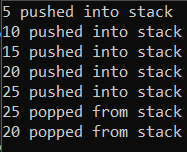 5 pushed into stack
10 pushed into stack
15 pushed into stack
20 pushed into stack
25 pushed into stack
25 popped from stack
20 popped from stack